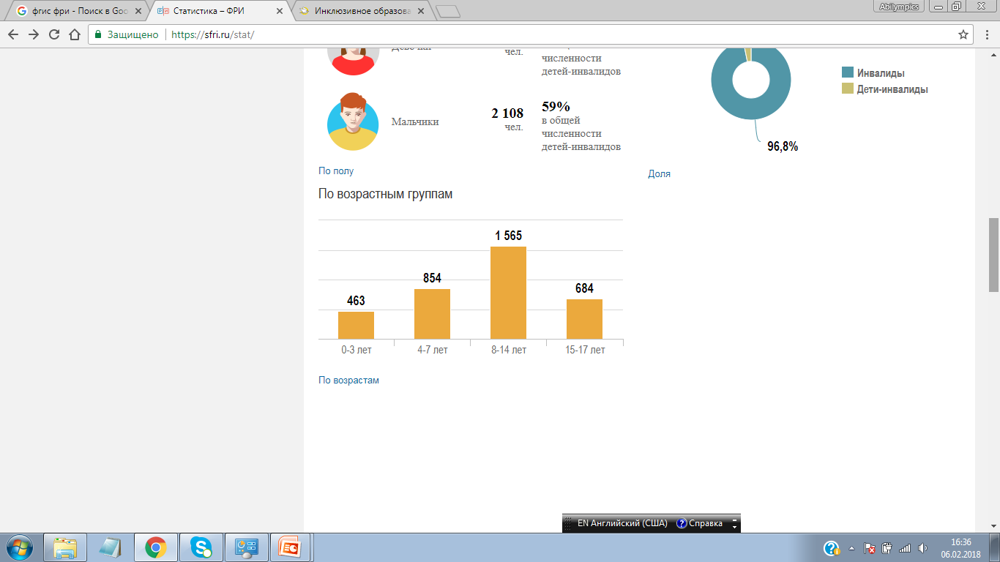 фгис фри - Поиск в Goo
Статистика – ФРИ
Инклюзивное образова
Abilympics
Защищено
https://sfri.ru/stat/
чел.
численности
детей-инвалидов
Мальчики
2 108
чел.
59%
в общей
численности
детей-инвалидов
Инвалиды
Дети-инвалиды
96,8%
По полу
Доля
По возрастным группам
463
854
1 565
684
0-3 лет
4-7 лет
8-14 лет
15-17 лет
По возрастам
EN Английский (США)
Справка
16:36
06.02.2018